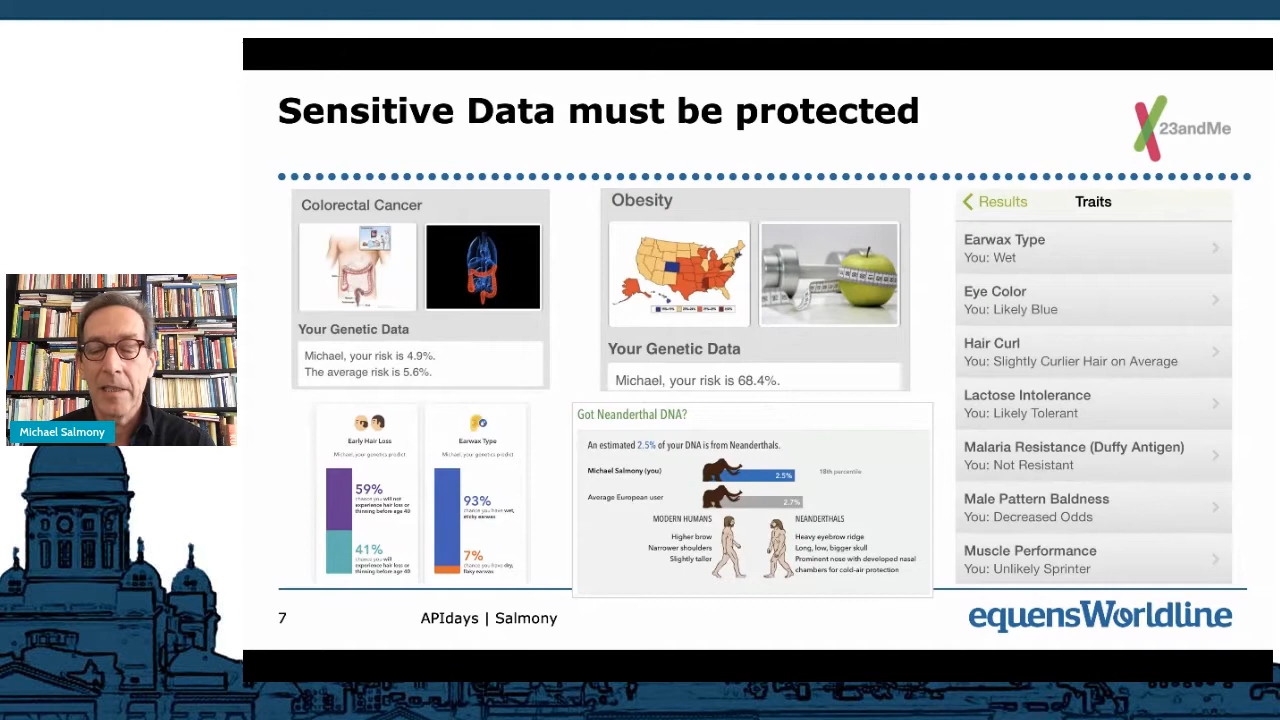 Sensitive Data must be protected
23andMe
Colorectal Cancer
Your Genetic Data
Michael, your risk is 4.9%.
The average risk is 5.6%.
Obesity
Your Genetic Data
Michael, your risk is 68.4%.
Results
Traits
Earwax Type
You: Wet
Eye Color
You: Likely Blue
Hair Curl
You: Slightly Curlier Hair on Average
Lactose Intolerance
You: Likely Tolerant
Malaria Resistance (Duffy Antigen)
You: Not Resistant
Male Pattern Baldness
You: Decreased Odds
Muscle Performance
You: Unlikely Sprinter
Early Hair Loss
Michael, your genetics predict
59%
chance you will not
experience hair loss or
thinning before age 40
41%
chance you will
experience hair loss or
thinning before age 40
Earwax Type
Michael, your genetics predict
93%
chance you have wet,
sticky earwax.
7%
chance you have dry,
flaky earwax.
Got Neanderthal DNA?
An estimated 2.5% of your DNA is from Neanderthals.
Michael Salmony (you)
2.5%
18th percentile
Average European user
2.7%
MODERN HUMANS
Higher brow
Narrower shoulders
Slightly taller
NEANDERTHALS
Heavy eyebrow ridge
Long, low, bigger skull
Prominent nose with developed nasal
chambers for cold-air protection
Michael Salmony
7
APIdays | Salmony
equensWorldline